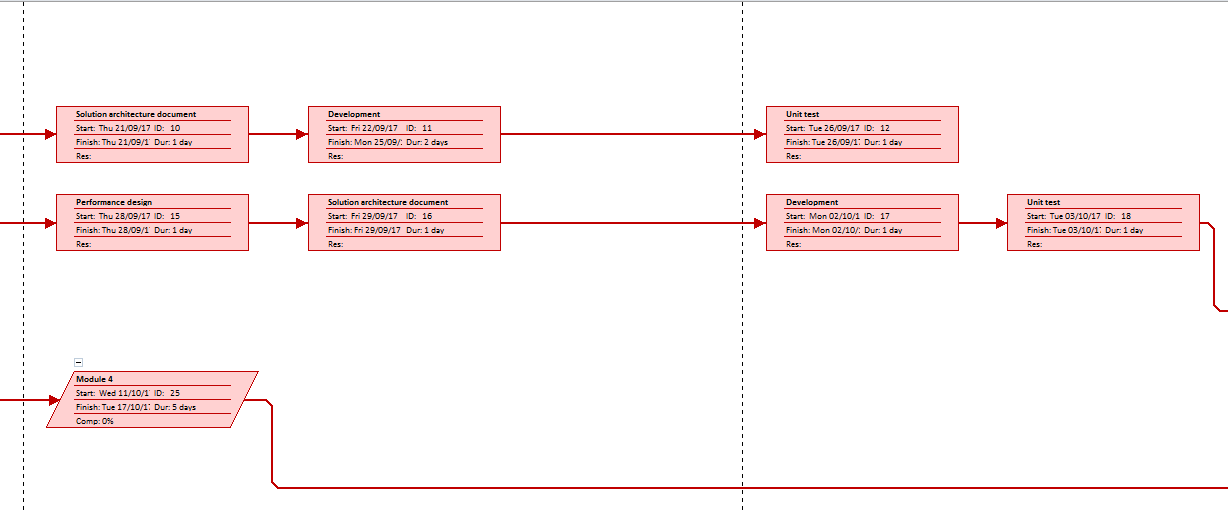 Solution architecture document
Start: Thu 21/09/17 ID: 10
Finish: Thu 21/09/1 Dur: 1 day
Res:
Development
Start: Fri 22/09/17 ID: 11
Finish: Mon 25/09/ Dur: 2 days
Res:
Unit test
Start: Tue 26/09/17 ID: 12
Finish: Tue 26/09/1 Dur: 1 day
Res:
Performance design
Start: Thu 28/09/17 ID: 15
Finish: Thu 28/09/1 Dur: 1 day
Res:
Solution architecture document
Start: Fri 29/09/17 ID: 16
Finish: Fri 29/09/17 Dur: 1 day
Res:
Development
Start: Mon 02/10/1 ID: 17
Finish: Mon 02/10/ Dur: 1 day
Res:
Unit test
Start: Tue 03/10/17 ID: 18
Finish: Tue 03/10/1 Dur: 1 day
Res:
Module 4
Start: Wed 11/10/1 ID: 25
Finish: Tue 17/10/1 Dur: 5 days
Comp: 0%